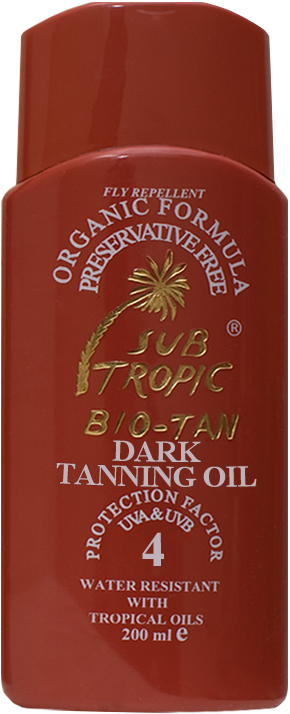 FLY REPELLENT
ORGANIC FORMULA
PRESERVATIVE FREE
SUB
TROPIC
®
BIO-TAN
DARK
TANNING OIL
PROTECTION FACTOR
UVA & UVB
4
WATER RESISTANT
WITH
TROPICAL OILS
200 ml e